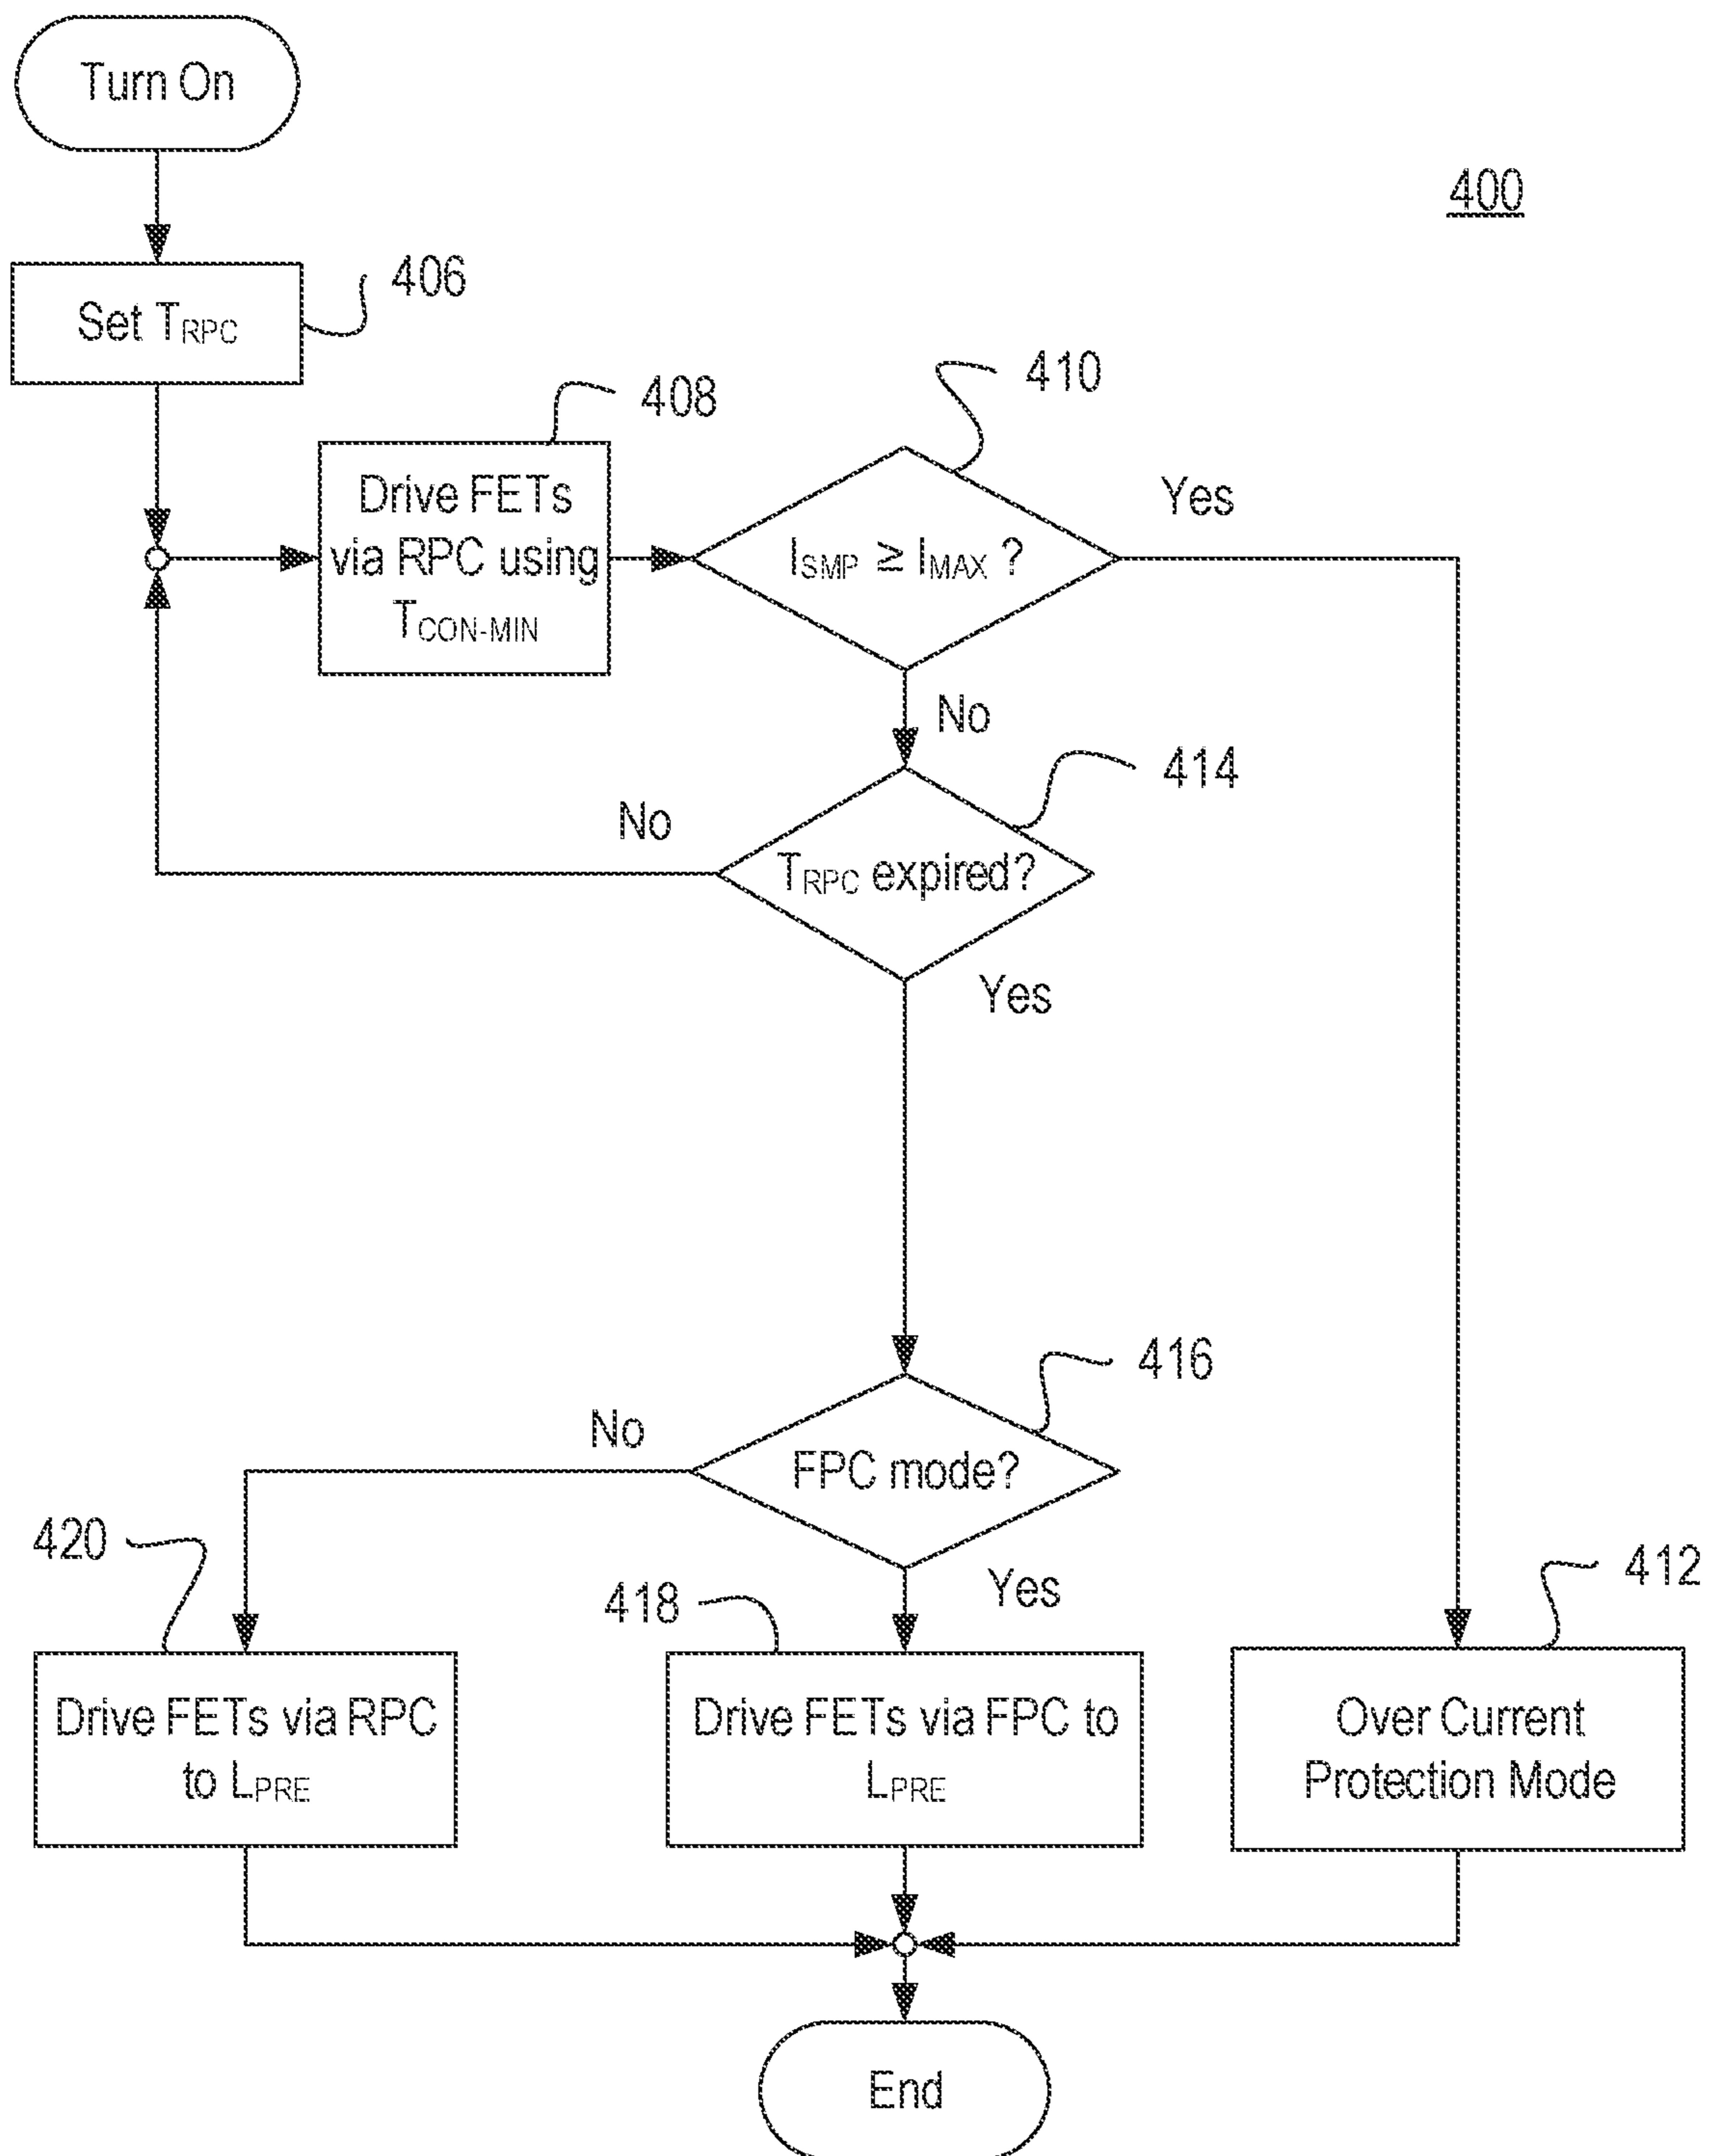 Turn On
400
Set TRPC
406
408
Drive FETs
via RPC using
TCON-MIN
410
ISMP ≥ IMAX ?
Yes
No
414
TRPC expired?
No
Yes
416
FPC mode?
No
Yes
420
Drive FETs via RPC
to LPRE
418
Drive FETs via FPC to
LPRE
412
Over Current
Protection Mode
End